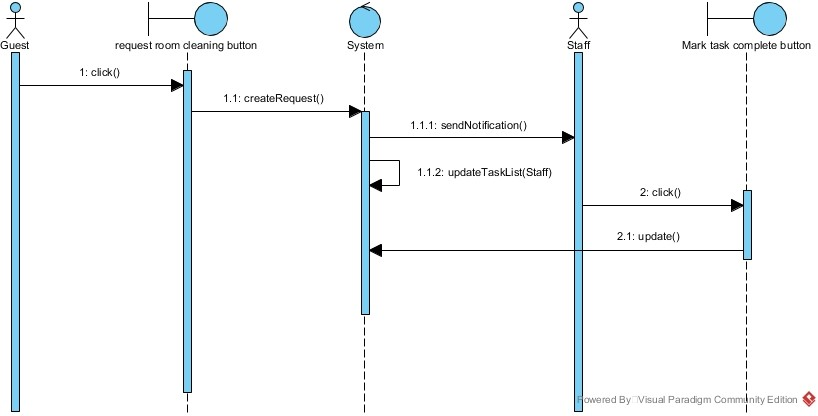 Guest
request room cleaning button
System
Staff
Mark task complete button
1: click()
1.1: createRequest()
1.1.1: sendNotification()
1.1.2: updateTaskList(Staff)
2: click()
2.1: update()
Powered By Visual Paradigm Community Edition